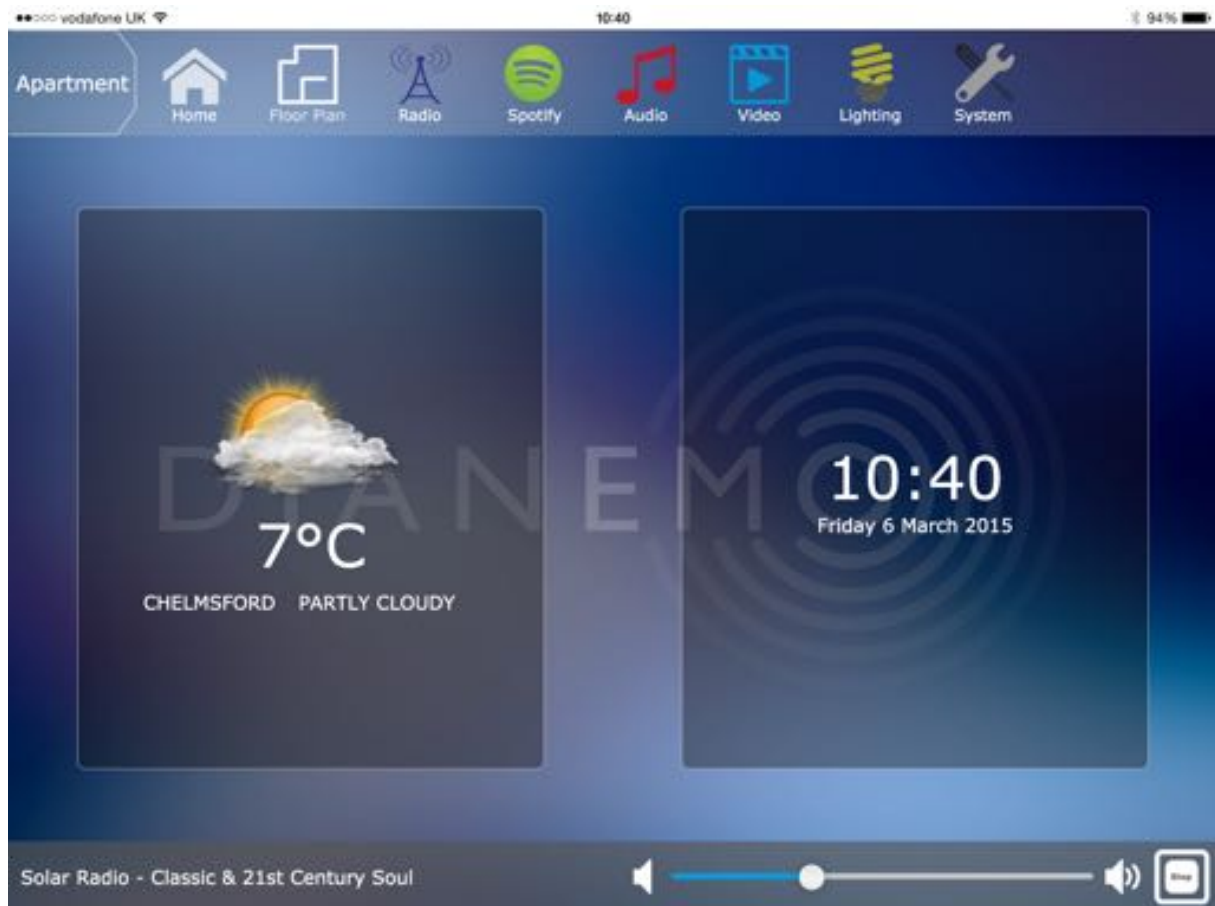 vodafone UK 10:40 94%
Apartment
Home Floor Plan Radio Spotify Audio Video Lighting System
DIANEMO
10:40
Friday 6 March 2015
7°C
CHELMSFORD PARTLY CLOUDY
Solar Radio - Classic & 21st Century Soul
Stop